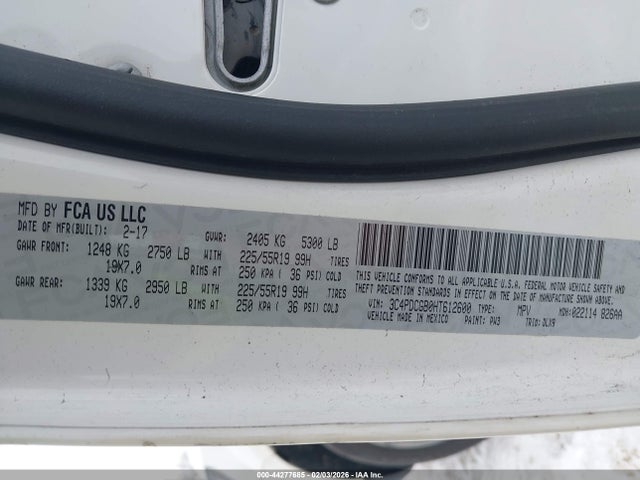 MFD BY FCA US LLC
DATE OF MFR(BUILT): 2-17 GVWR: 2405 KG 5300 LB
GAWR FRONT: 1248 KG 2750 LB WITH 225/55R19 99H TIRES
19X7.0 RIMS AT 250 KPA ( 36 PSI) COLD
GAWR REAR: 1339 KG 2950 LB WITH 225/55R19 99H TIRES
19X7.0 RIMS AT 250 KPA ( 36 PSI) COLD
THIS VEHICLE CONFORMS TO ALL APPLICABLE U.S.A. FEDERAL MOTOR VEHICLE SAFETY, BUMPER, AND
THEFT PREVENTION STANDARDS IN EFFECT ON THE DATE OF MANUFACTURE SHOWN ABOVE
VIN: 3C4PDCGB0HT612600 TYPE: MPV MDH: 022114 826AA
VEHICLE MADE IN MEXICO PAINT: PW3 TRIM: DLX9
000-44277665 - 02/03/2026 - IAA Inc.